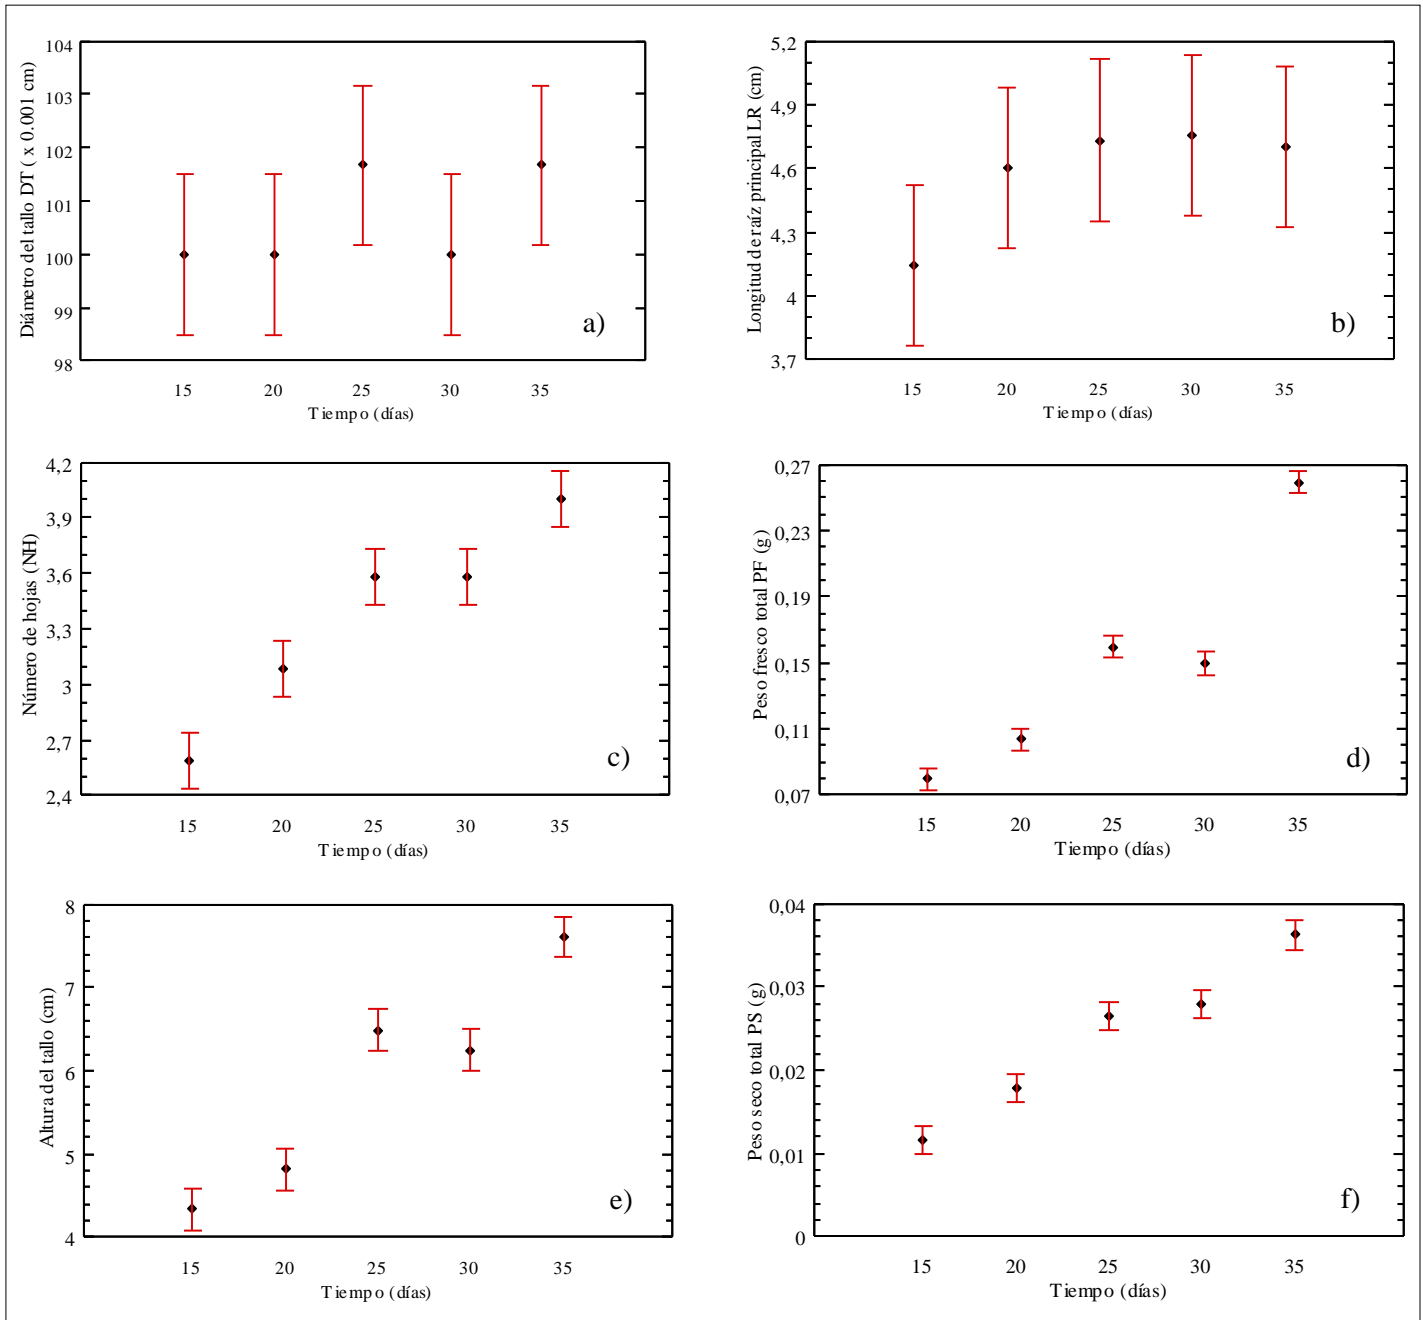 Diámetro del tallo DT ( x 0.001 cm)
104
103
102
101
100
99
98
a)
15 20 25 30 35
Tiempo (días)
Longitud de raíz principal LR (cm)
5,2
4,9
4,6
4,3
4
3,7
b)
15 20 25 30 35
Tiempo (días)
Número de hojas (NH)
4,2
3,9
3,6
3,3
3
2,7
2,4
c)
15 20 25 30 35
Tiempo (días)
Peso fresco total PF (g)
0,27
0,23
0,19
0,15
0,11
0,07
d)
15 20 25 30 35
Tiempo (días)
Altura del tallo (cm)
8
7
6
5
4
e)
15 20 25 30 35
Tiempo (días)
Peso seco total PS (g)
0,04
0,03
0,02
0,01
0
f)
15 20 25 30 35
Tiempo (días)